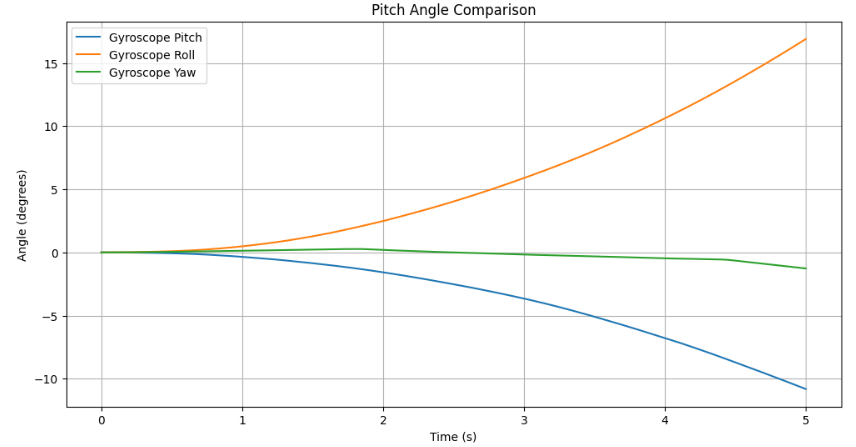 Pitch Angle Comparison
Gyroscope Pitch
Gyroscope Roll
Gyroscope Yaw
Angle (degrees)
15
10
5
0
−5
−10
0 1 2 3 4 5
Time (s)